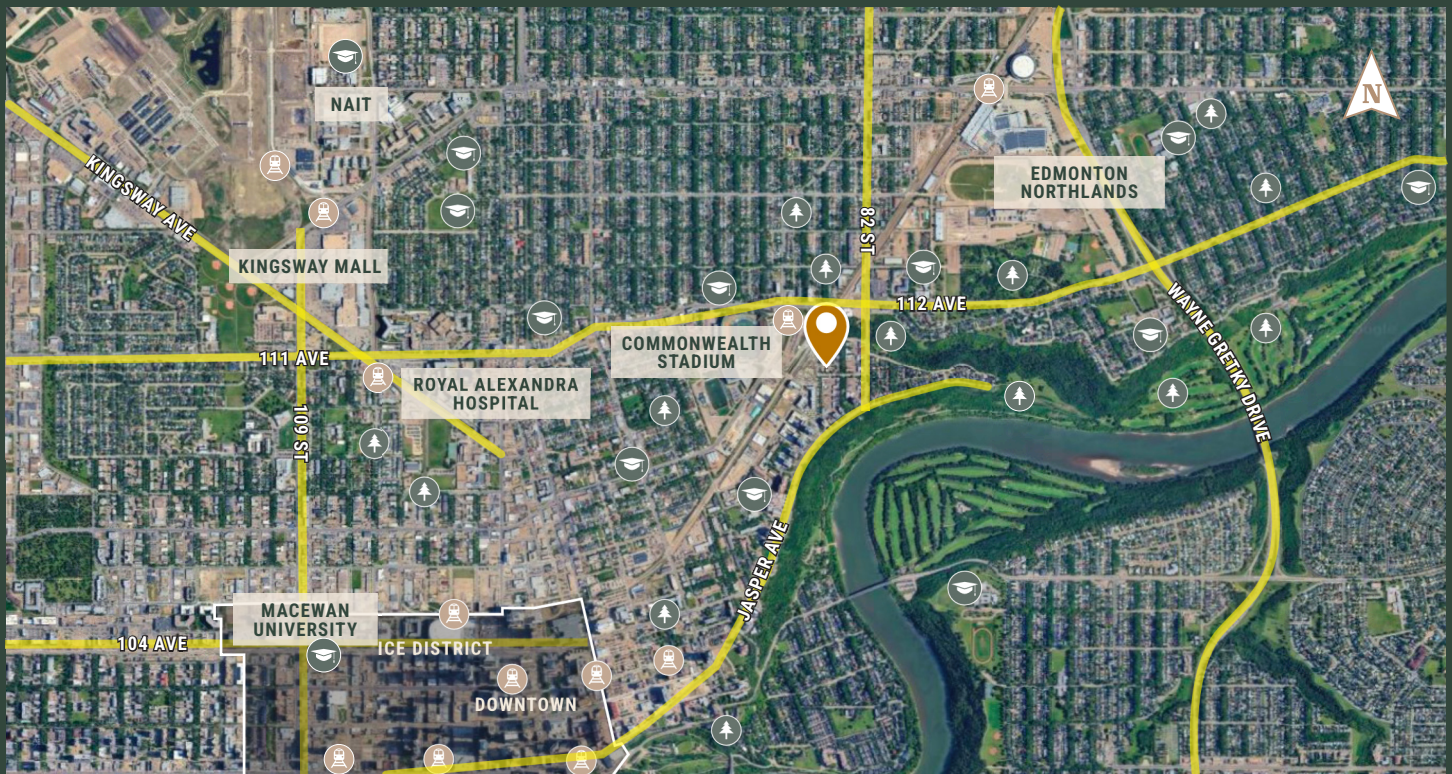 NAIT
N
KINGSWAY AVE
EDMONTON
NORTHLANDS
82 ST
KINGSWAY MALL
112 AVE
WAYNE GRETKY DRIVE
COMMONWEALTH
STADIUM
111 AVE
ROYAL ALEXANDRA
HOSPITAL
109 ST
JASPER AVE
MACEWAN
UNIVERSITY
104 AVE
ICE DISTRICT
DOWNTOWN